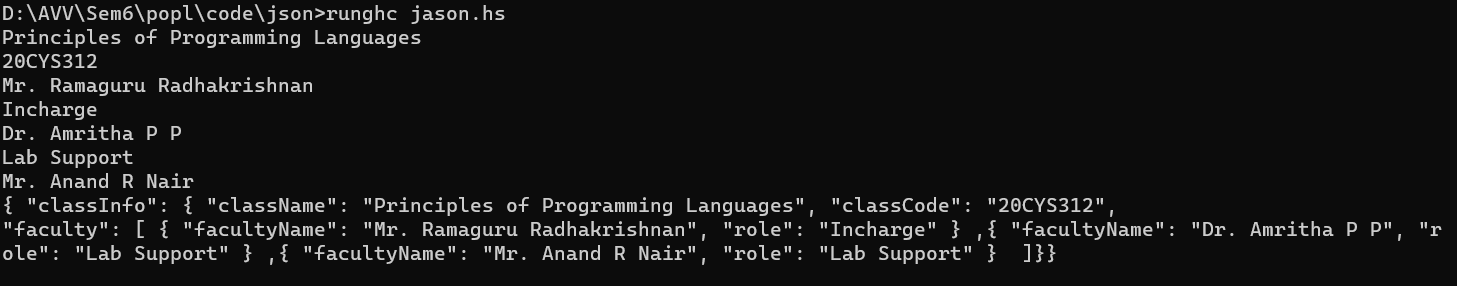 D:\AVV\Sem6\popl\code\json>runghc jason.hs
Principles of Programming Languages
20CYS312
Mr. Ramaguru Radhakrishnan
Incharge
Dr. Amritha P P
Lab Support
Mr. Anand R Nair
{ "classInfo": { "className": "Principles of Programming Languages", "classCode": "20CYS312",
"faculty": [ { "facultyName": "Mr. Ramaguru Radhakrishnan", "role": "Incharge" } ,{ "facultyName": "Dr. Amritha P P", "r
ole": "Lab Support" } ,{ "facultyName": "Mr. Anand R Nair", "role": "Lab Support" }  ]}}